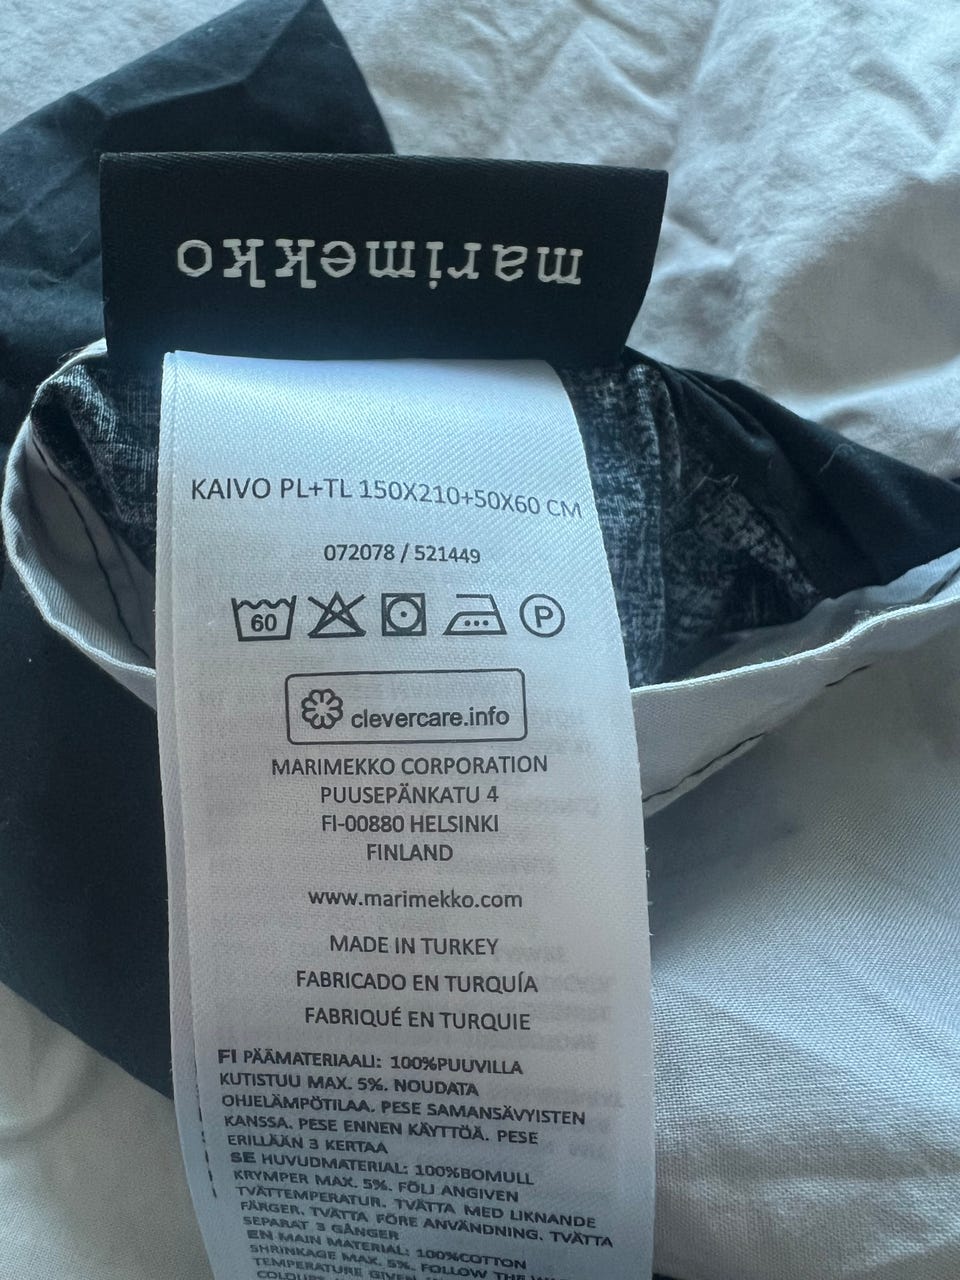 marimekko
KAIVO PL+TL 150X210+50X60 CM
072078 / 521449
60
P
clevercare.info
MARIMEKKO CORPORATION
PUUSEPÄNKATU 4
FI-00880 HELSINKI
FINLAND
www.marimekko.com
MADE IN TURKEY
FABRICADO EN TURQUÍA
FABRIQUÉ EN TURQUIE
FI PÄÄMATERIAALI: 100%PUUVILLA
KUTISTUU MAX. 5%. NOUDATA
OHJELÄMPÖTILAA. PESE SAMANSÄVYISTEN
KANSSA. PESE ENNEN KÄYTTÖÄ. PESE
ERILLÄÄN 3 KERTAA
SE HUVUDMATERIAL: 100%BOMULL
KRYMPER MAX. 5%. FÖLJ ANGIVEN
TVÄTTEMPERATUR. TVÄTTA MED LIKNANDE
FÄRGER. TVÄTTA FÖRE ANVÄNDNING. TVÄTTA
SEPARAT 3 GÅNGER
EN MAIN MATERIAL: 100%COTTON
SHRINKAGE MAX. 5%. FOLLOW THE
TEMPERATURE GIVEN.